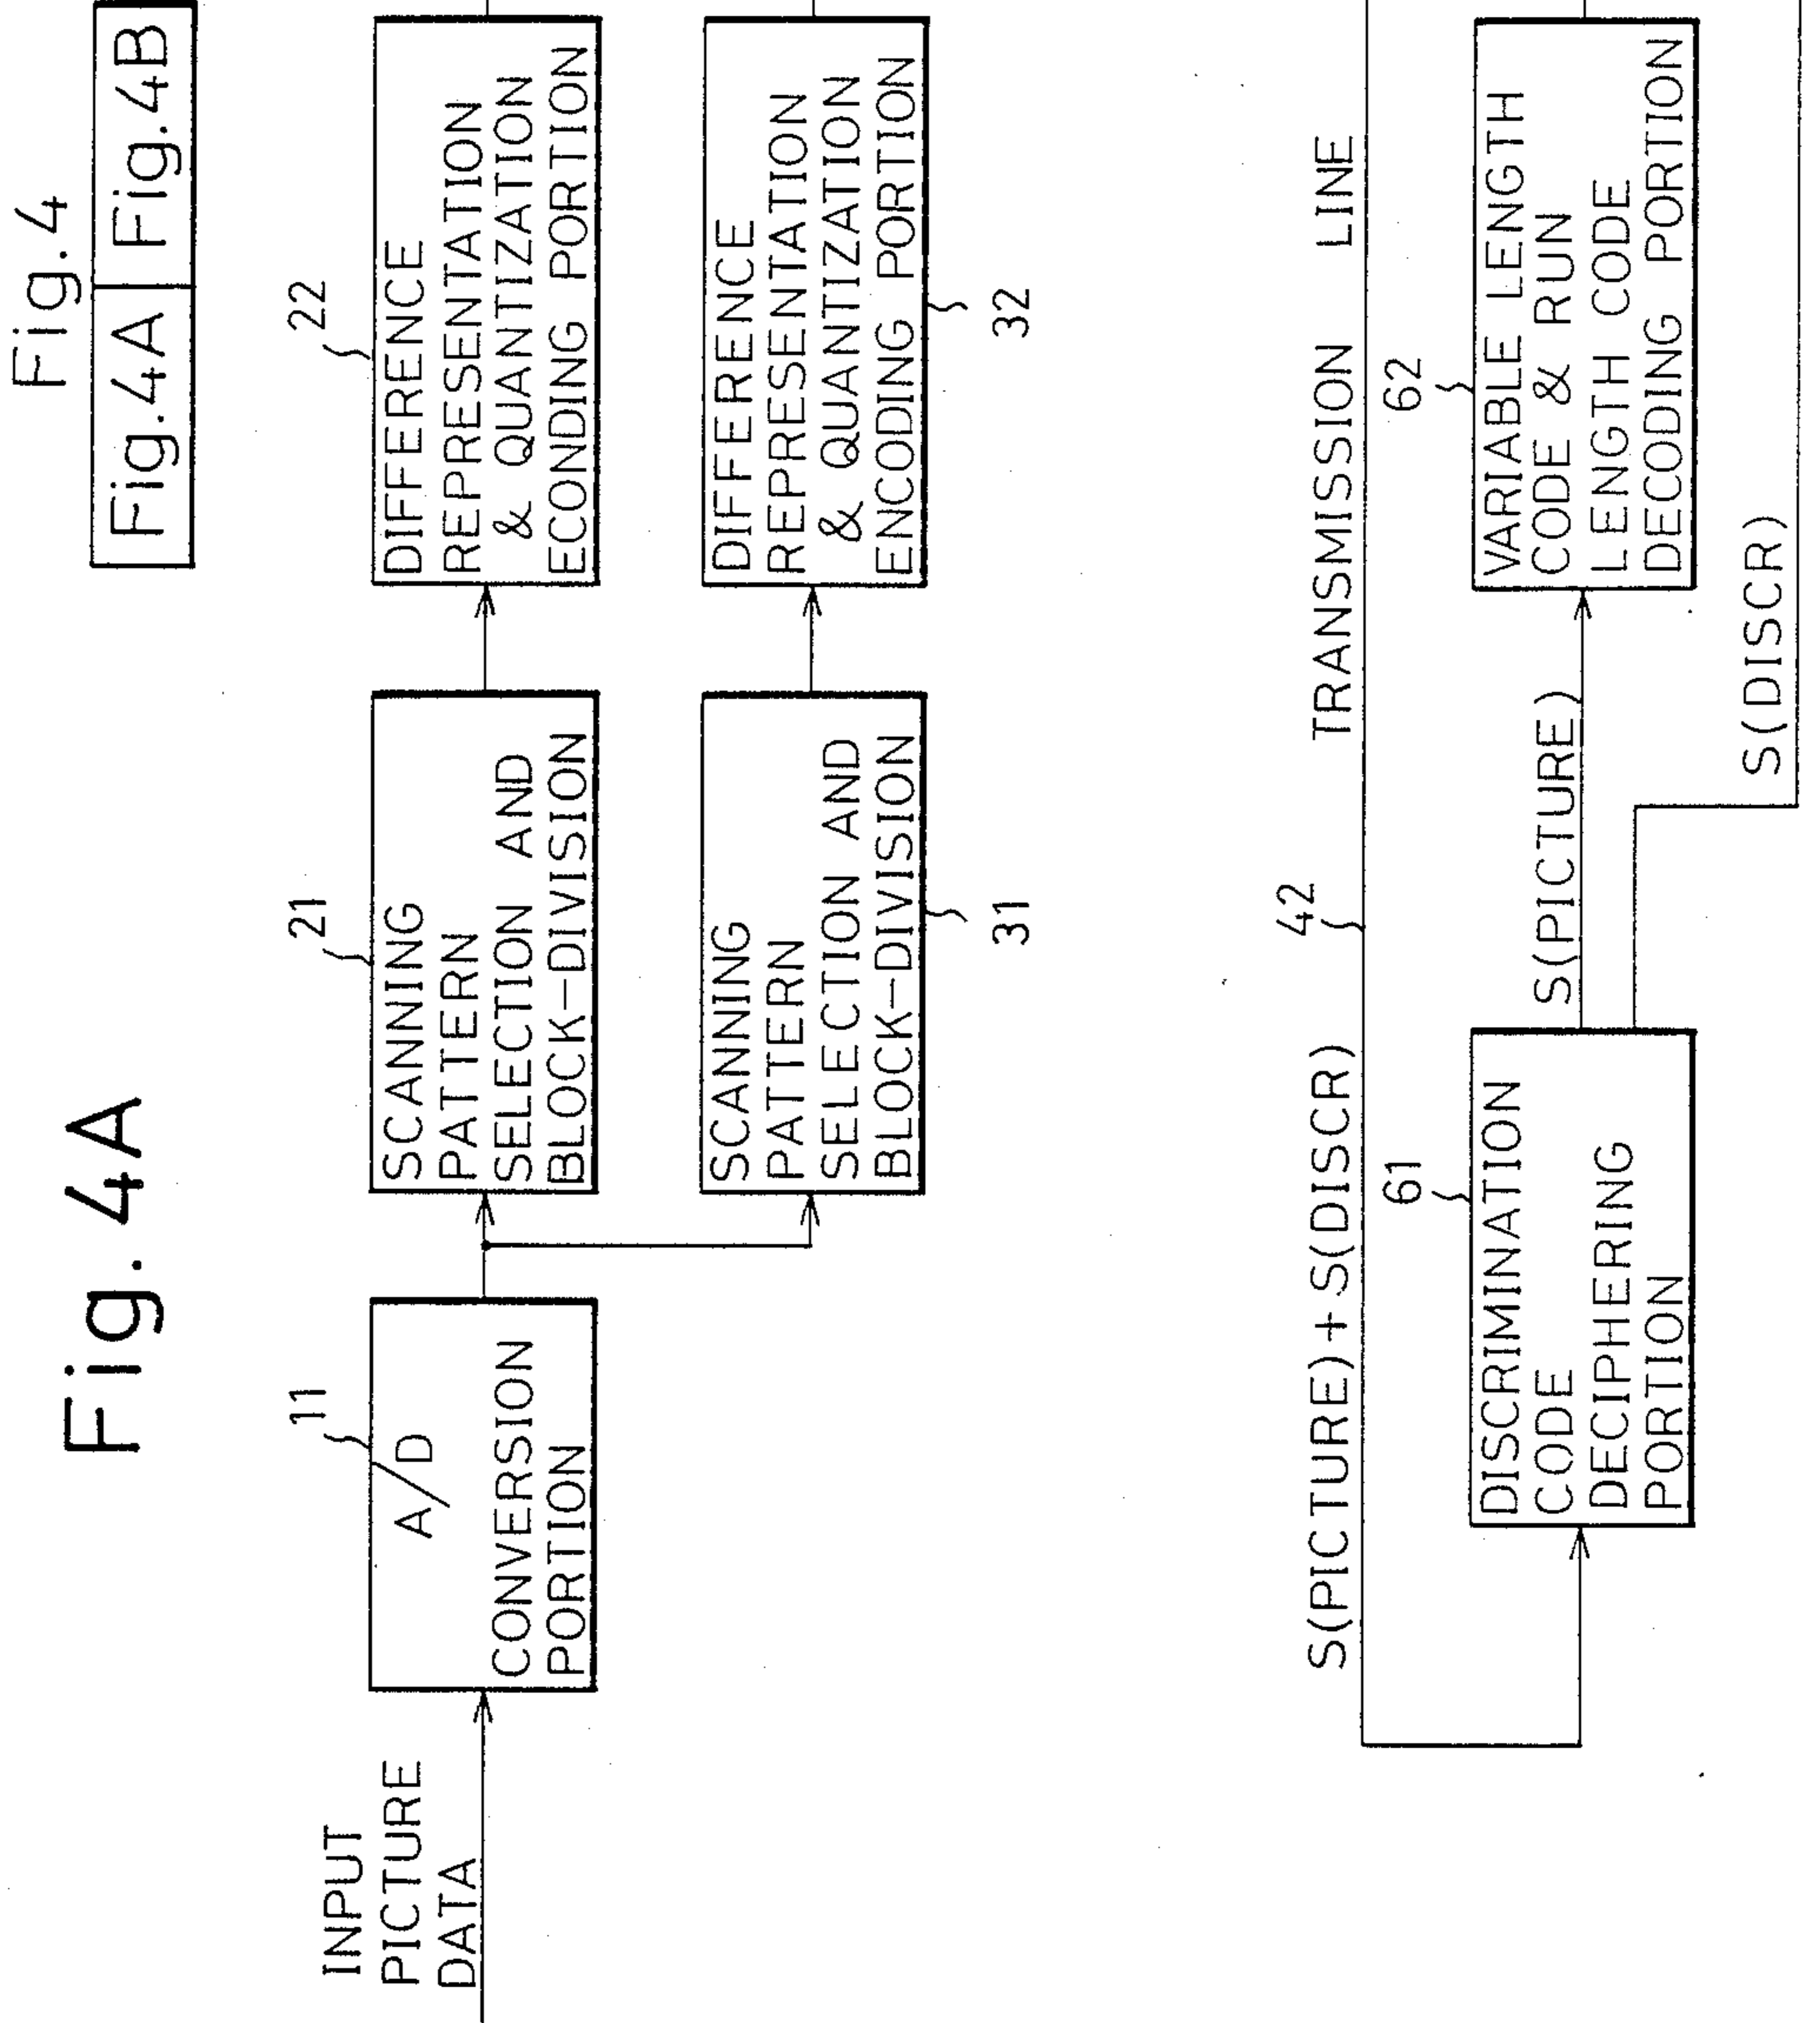 Fig. 4A
Fig.4
Fig.4A Fig.4B
INPUT
PICTURE
DATA
11
A/D
CONVERSION
PORTION
21
SCANNING
PATTERN
SELECTION AND
BLOCK-DIVISION
22
DIFFERENCE
REPRESENTATION
& QUANTIZATION
ECONDING PORTION
SCANNING
PATTERN
SELECTION AND
BLOCK-DIVISION
31
DIFFERENCE
REPRESENTATION
& QUANTIZATION
ENCODING PORTION
32
42
S(PICTURE)+S(DISCR)
TRANSMISSION LINE
61
DISCRIMINATION
CODE
DECIPHERING
PORTION
S(PICTURE)
62
VARIABLE LENGTH
CODE & RUN
LENGTH CODE
DECODING PORTION
S(DISCR)